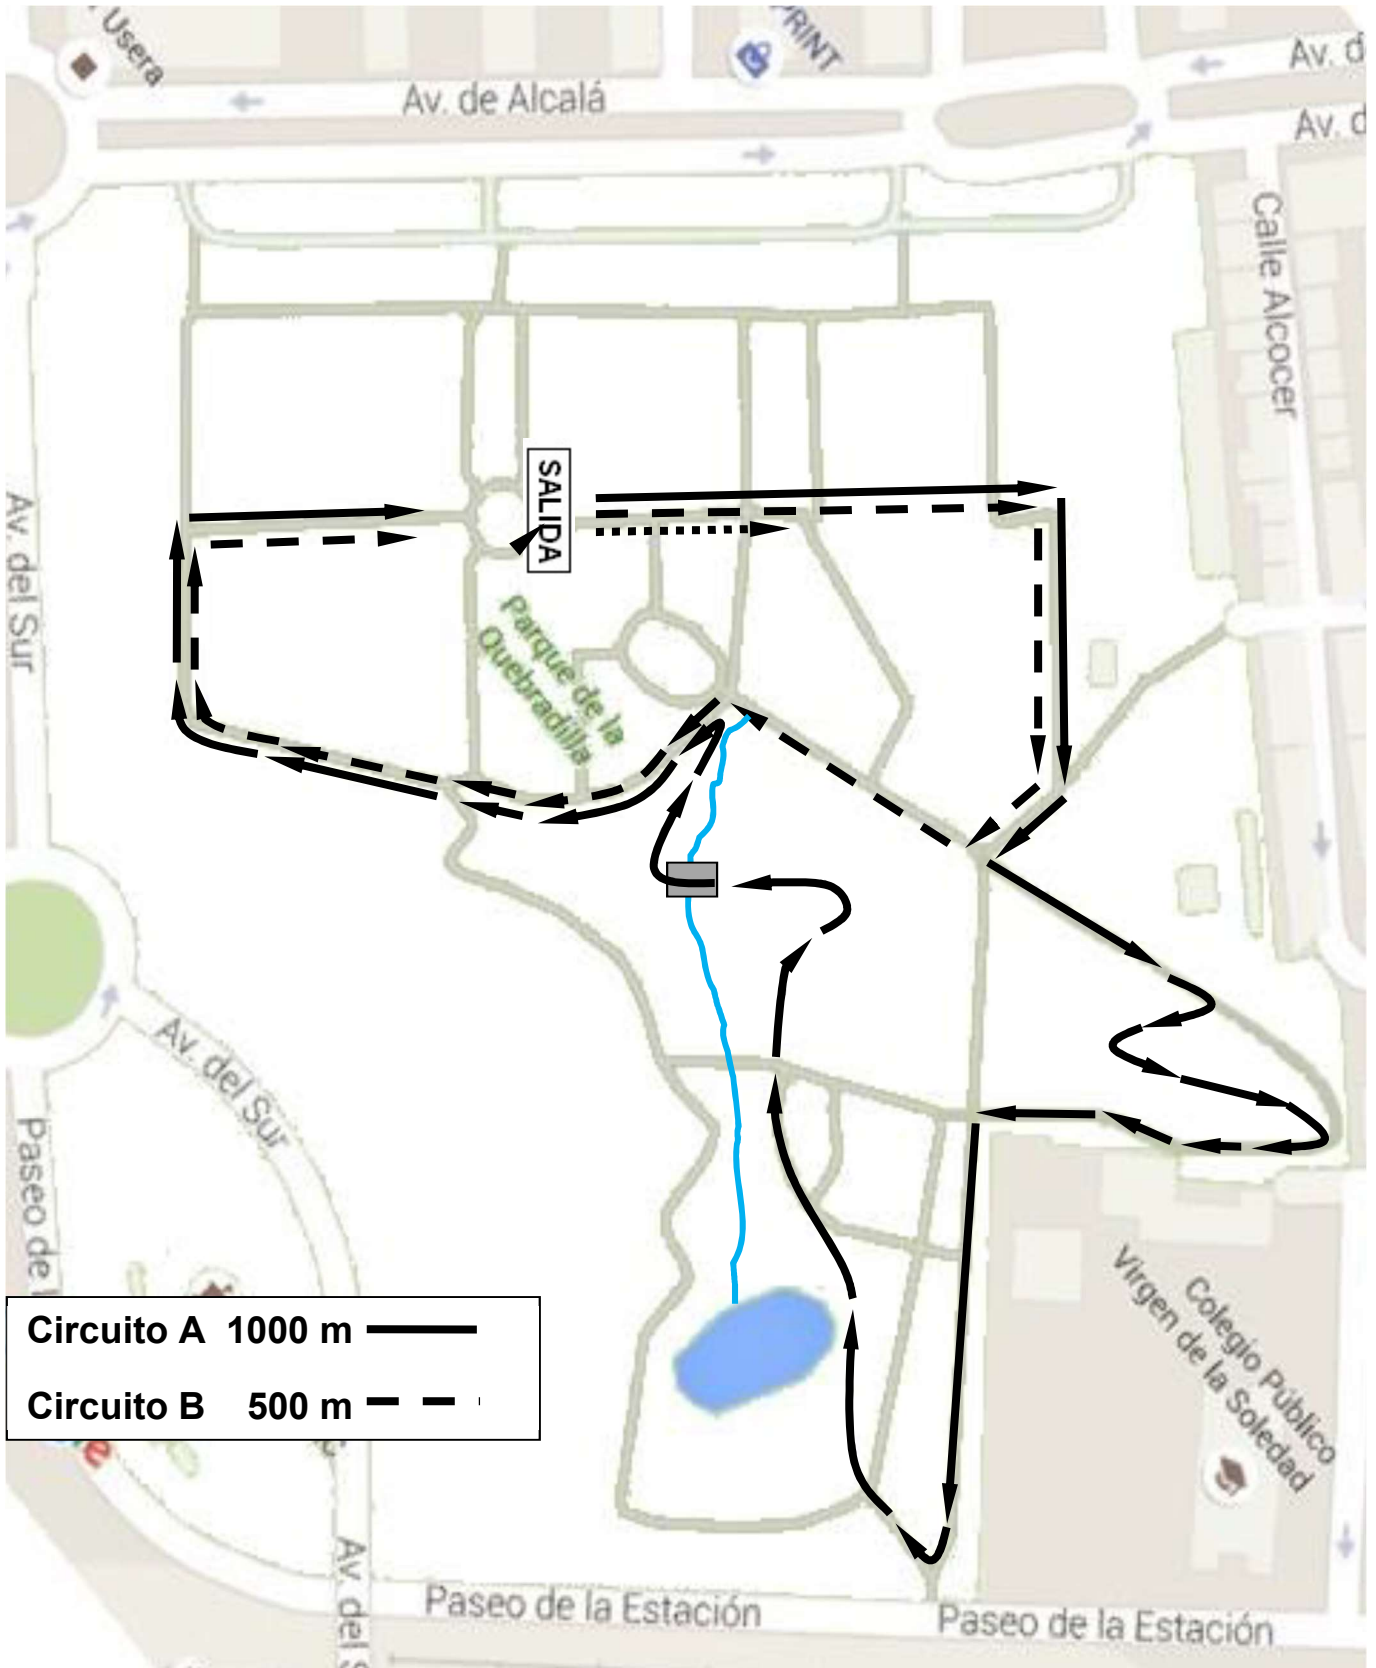 Usera
PRINT
Av. de Alcalá
Av. d
Av. d
Calle Alcocer
SALIDA
Av. del Sur
Parque de la
Quebradilla
Av. del Sur
Paseo de
Circuito A 1000 m
Circuito B 500 m
Colegio Público
Virgen de la Soledad
Av. del S
Paseo de la Estación
Paseo de la Estación